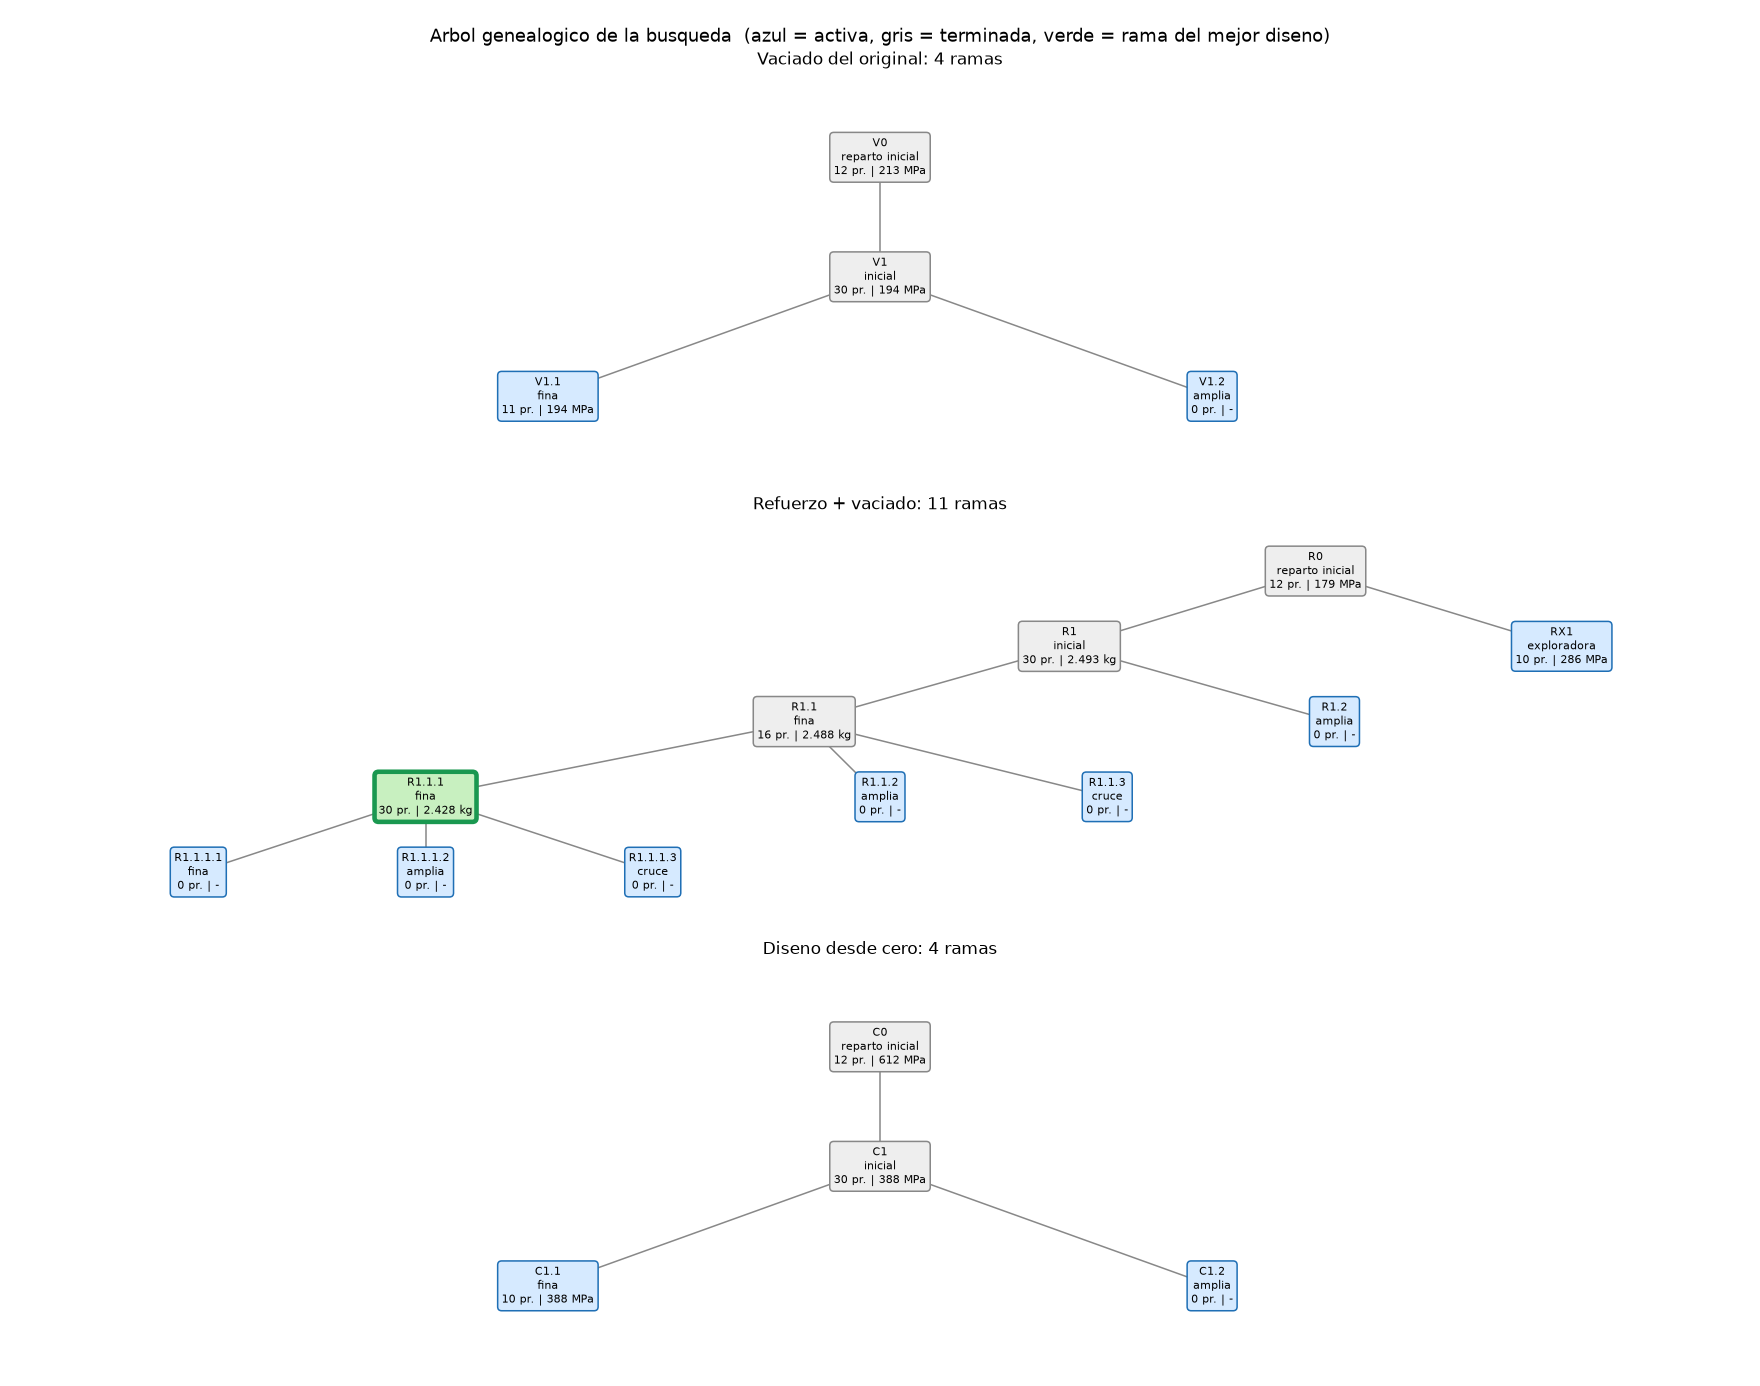 Arbol genealogico de la busqueda  (azul = activa, gris = terminada, verde = rama del mejor diseno)
Vaciado del original: 4 ramas
V0
reparto inicial
12 pr. | 213 MPa
V1
inicial
30 pr. | 194 MPa
V1.1
fina
11 pr. | 194 MPa
V1.2
amplia
0 pr. | -
Refuerzo + vaciado: 11 ramas
R0
reparto inicial
12 pr. | 179 MPa
R1
inicial
30 pr. | 2.493 kg
RX1
exploradora
10 pr. | 286 MPa
R1.1
fina
16 pr. | 2.488 kg
R1.2
amplia
0 pr. | -
R1.1.1
fina
30 pr. | 2.428 kg
R1.1.2
amplia
0 pr. | -
R1.1.3
cruce
0 pr. | -
R1.1.1.1
fina
0 pr. | -
R1.1.1.2
amplia
0 pr. | -
R1.1.1.3
cruce
0 pr. | -
Diseno desde cero: 4 ramas
C0
reparto inicial
12 pr. | 612 MPa
C1
inicial
30 pr. | 388 MPa
C1.1
fina
10 pr. | 388 MPa
C1.2
amplia
0 pr. | -